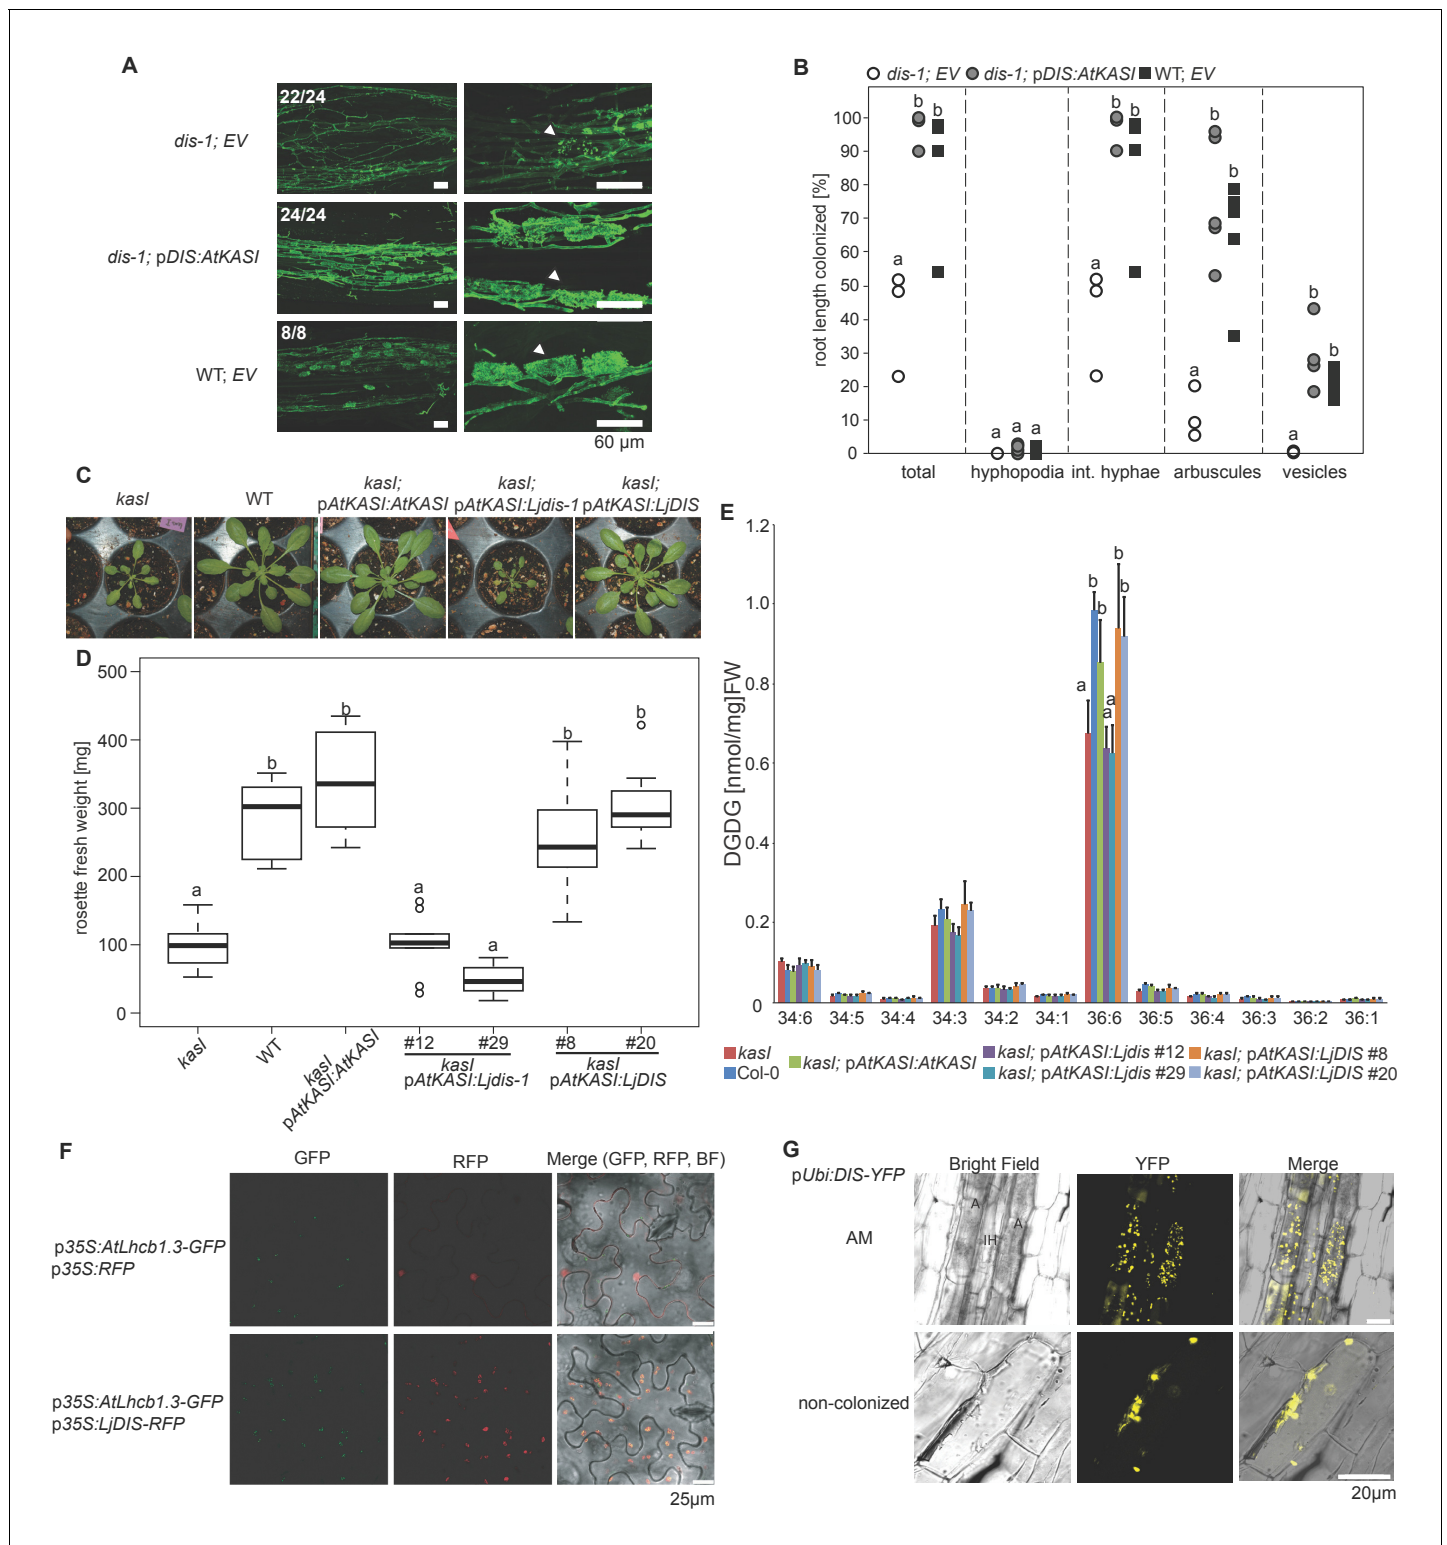 A
22/24
dis-1; EV
24/24
dis-1; pDIS:AtKASI
8/8
WT; EV
60 µm
B
dis-1; EV dis-1; pDIS:AtKASI WT; EV
root length colonized [%]
100
90
80
70
60
50
40
30
20
10
0
a b b
a a a
a b b
a b b
a b b
total hyphopodia int. hyphae arbuscules vesicles
C
kasI WT kasI; pAtKASI:AtKASI kasI; pAtKASI:Ljdis-1 kasI; pAtKASI:LjDIS
D
rosette fresh weight [mg]
500
400
300
200
100
0
a b b a a b b
kasI WT kasI pAtKASI:AtKASI #12 #29 #8 #20
kasI pAtKASI:Ljdis-1
kasI pAtKASI:LjDIS
E
DGDG [nmol/mg]FW
1.2
1.0
0.8
0.6
0.4
0.2
0
a b b a a b b
34:6 34:5 34:4 34:3 34:2 34:1 36:6 36:5 36:4 36:3 36:2 36:1
kasI
Col-0
kasI; pAtKASI:AtKASI
kasI; pAtKASI:Ljdis #12
kasI; pAtKASI:Ljdis #29
kasI; pAtKASI:LjDIS #8
kasI; pAtKASI:LjDIS #20
F
GFP RFP Merge (GFP, RFP, BF)
p35S:AtLhcb1.3-GFP
p35S:RFP
p35S:AtLhcb1.3-GFP
p35S:LjDIS-RFP
25µm
G
pUbi:DIS-YFP
Bright Field YFP Merge
AM
A
A
IH
non-colonized
20µm